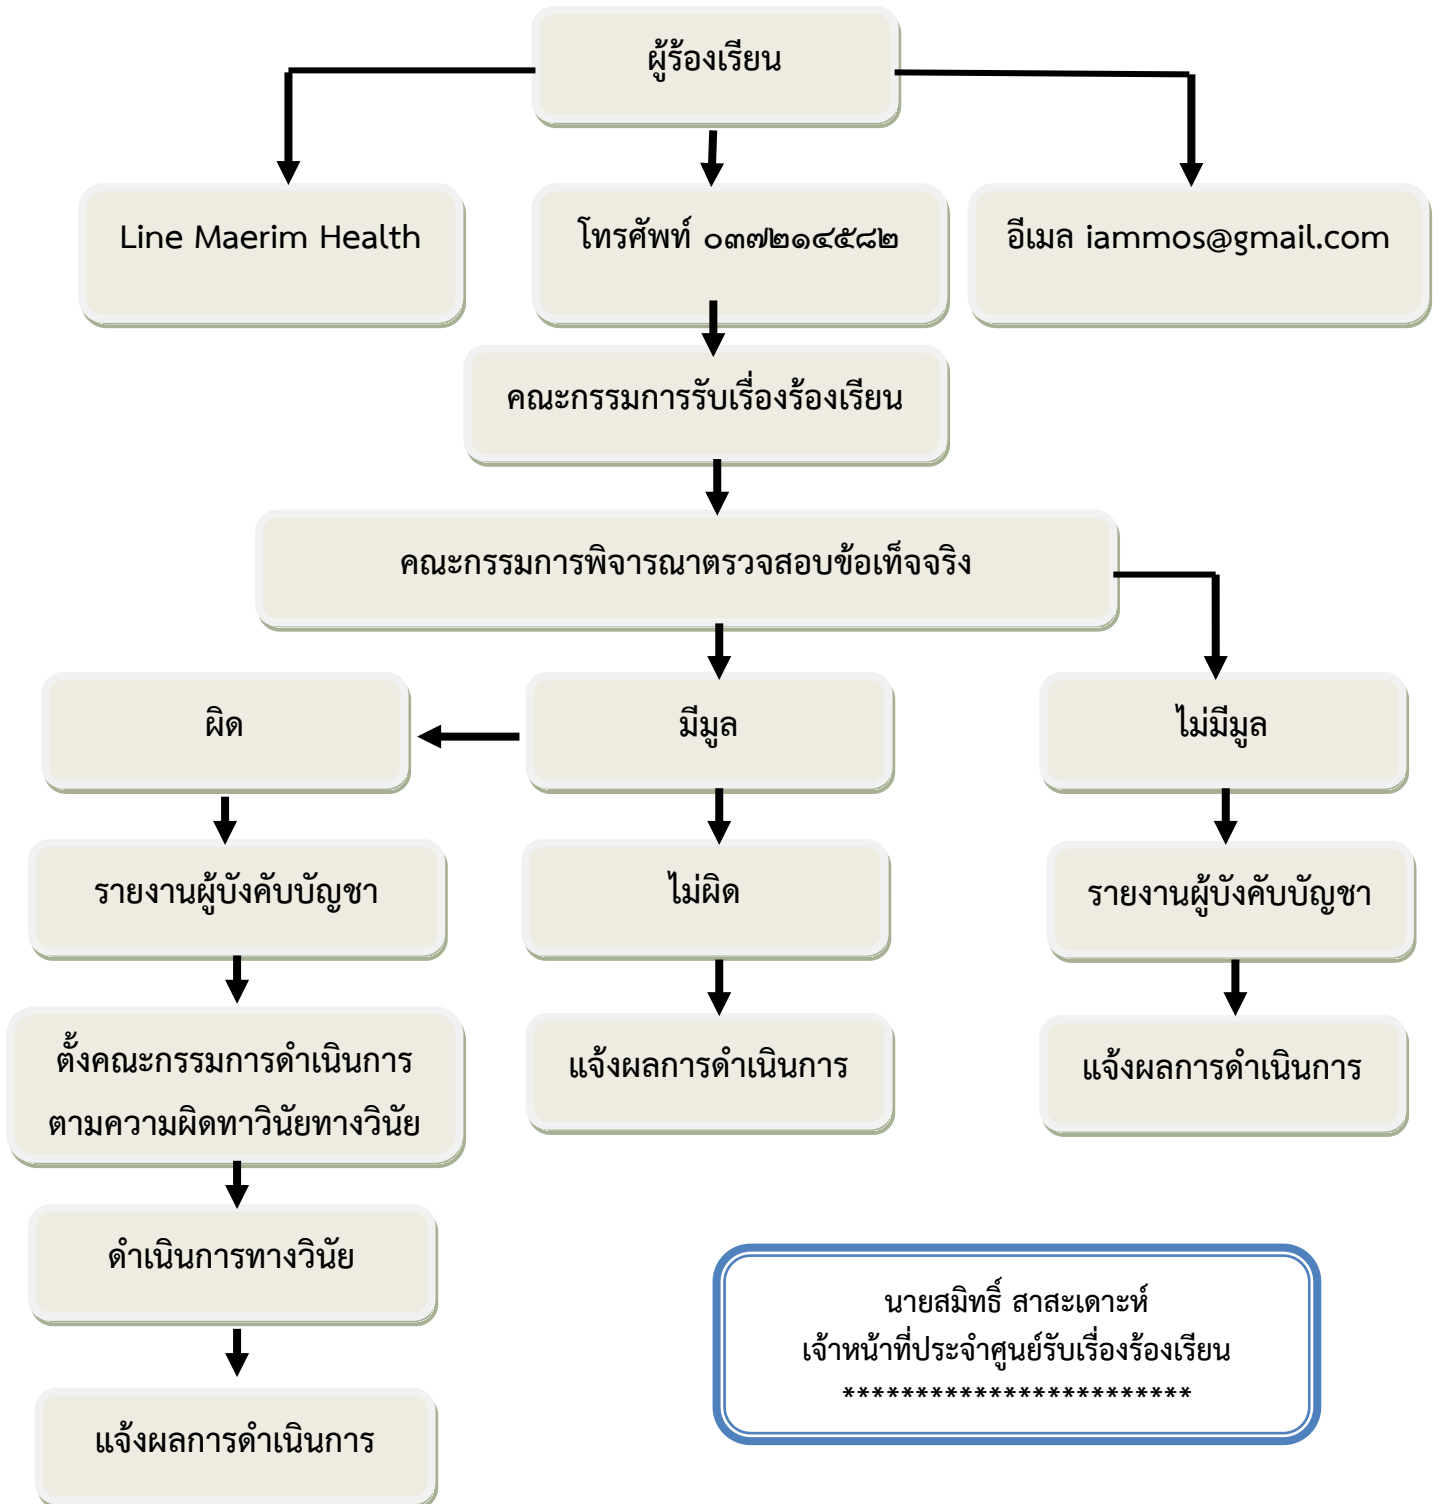 ผู้ร้องเรียน
Line Maerim Health
โทรศัพท์ ๐๓๗๒๑๔๕๘๒
อีเมล iammos@gmail.com
คณะกรรมการรับเรื่องร้องเรียน
คณะกรรมการพิจารณาตรวจสอบข้อเท็จจริง
ผิด
มีมูล
ไม่มีมูล
รายงานผู้บังคับบัญชา
ไม่ผิด
รายงานผู้บังคับบัญชา
ตั้งคณะกรรมการดำเนินการ
ตามความผิดทาวินัยทางวินัย
แจ้งผลการดำเนินการ
แจ้งผลการดำเนินการ
ดำเนินการทางวินัย
แจ้งผลการดำเนินการ
นายสมิทธิ์ สาสะเดาะห์
เจ้าหน้าที่ประจำศูนย์รับเรื่องร้องเรียน
************************